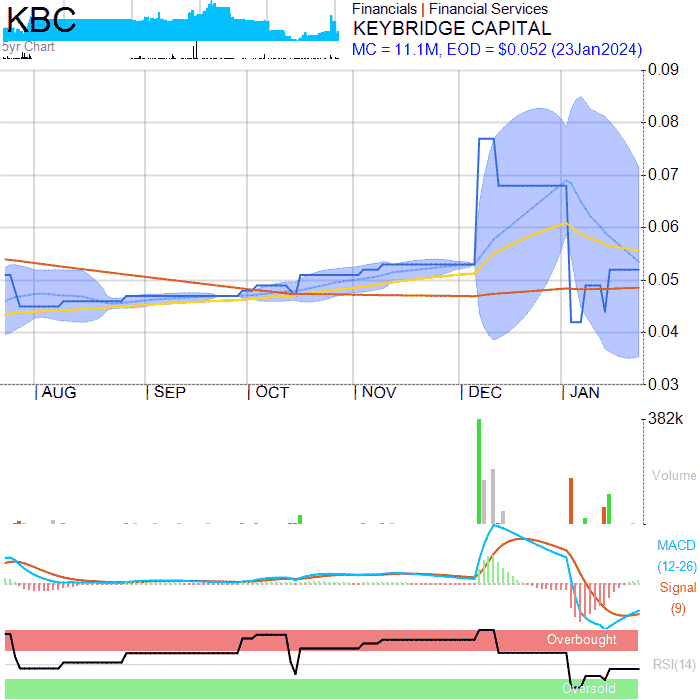 KBC
5yr Chart
Financials | Financial Services
KEYBRIDGE CAPITAL
MC = 11.1M, EOD = $0.052 (23Jan2024)
0.09
0.08
0.07
0.06
0.05
0.04
0.03
AUG SEP OCT NOV DEC JAN
382k
Volume
MACD
(12-26)
Signal
(9)
Overbought
RSI(14)
Oversold